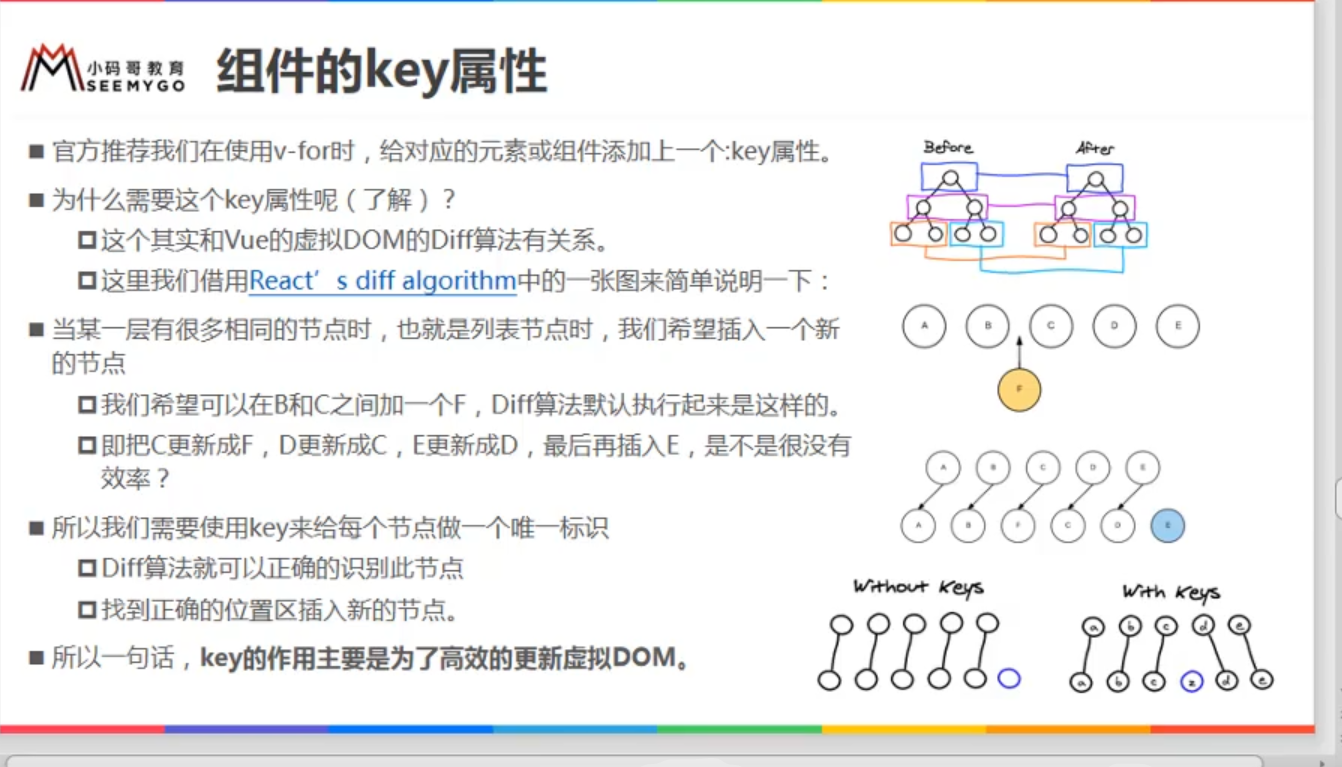 小码哥教育
SEEMYGO
组件的key属性
■ 官方推荐我们在使用v-for时，给对应的元素或组件添加上一个:key属性。
■ 为什么需要这个key属性呢（了解）？
这个其实和Vue的虚拟DOM的Diff算法有关系。
这里我们借用React’s diff algorithm中的一张图来简单说明一下：
■ 当某一层有很多相同的节点时，也就是列表节点时，我们希望插入一个新
的节点
我们希望可以在B和C之间加一个F，Diff算法默认执行起来是这样的。
即把C更新成F，D更新成C，E更新成D，最后再插入E，是不是很没有
效率？
■ 所以我们需要使用key来给每个节点做一个唯一标识
Diff算法就可以正确的识别此节点
找到正确的位置区插入新的节点。
■ 所以一句话，key的作用主要是为了高效的更新虚拟DOM。
Before After
A B C D E
F
A B C D E
A B F C D E
Without Keys With Keys
a b c d e
a b c z d e